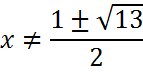 x ≠ (1 ± √13)/2